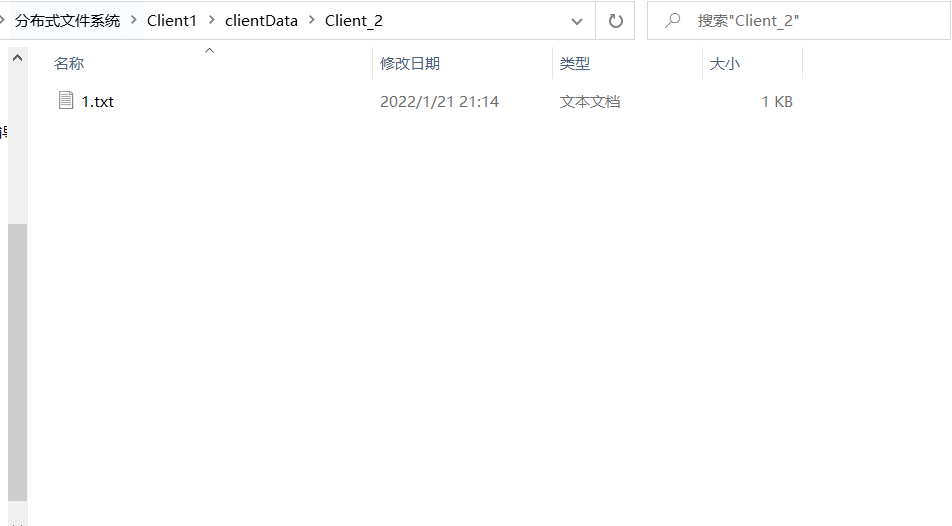 分布式文件系统 > Client1 > clientData > Client_2 搜索"Client_2"
名称 修改日期 类型 大小
1.txt 2022/1/21 21:14 文本文档 1 KB